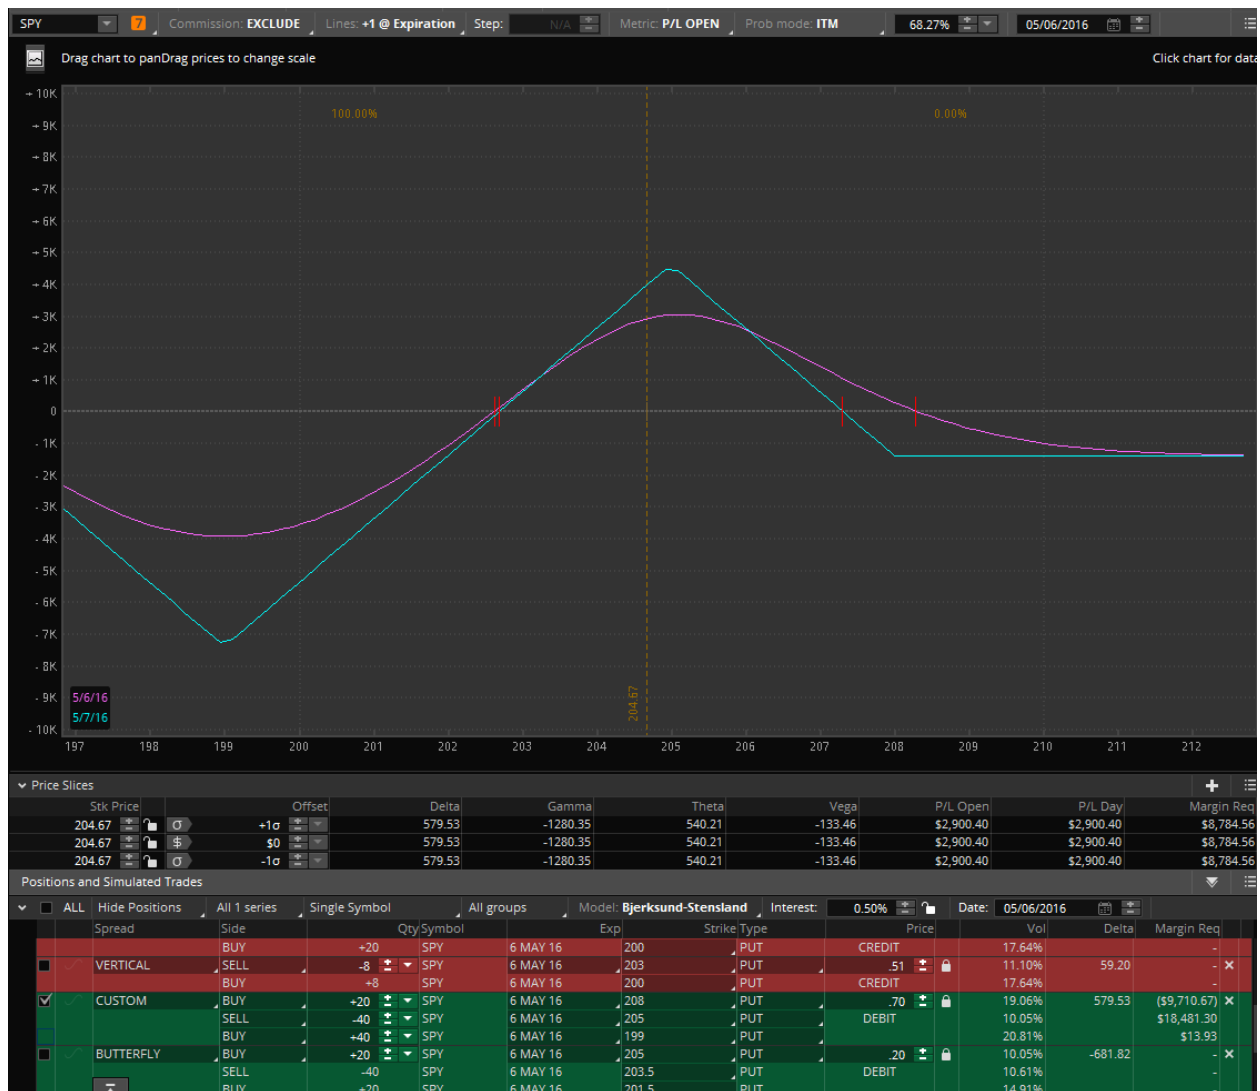 SPY 7 Commission: EXCLUDE Lines: +1 @ Expiration Step: N/A Metric: P/L OPEN Prob mode: ITM 68.27% 05/06/2016
Drag chart to panDrag prices to change scale Click chart for data
+ 10K
100.00% 0.00%
+ 9K
+ 8K
+ 7K
+ 6K
+ 5K
+ 4K
+ 3K
+ 2K
+ 1K
0
- 1K
- 2K
- 3K
- 4K
- 5K
- 6K
- 7K
- 8K
- 9K
5/6/16
5/7/16
204.67
- 10K
197 198 199 200 201 202 203 204 205 206 207 208 209 210 211 212
Price Slices
Stk Price Offset Delta Gamma Theta Vega P/L Open P/L Day Margin Req
204.67 σ +1σ 579.53 -1280.35 540.21 -133.46 $2,900.40 $2,900.40 $8,784.56
204.67 $ $0 579.53 -1280.35 540.21 -133.46 $2,900.40 $2,900.40 $8,784.56
204.67 σ -1σ 579.53 -1280.35 540.21 -133.46 $2,900.40 $2,900.40 $8,784.56
Positions and Simulated Trades
ALL Hide Positions All 1 series Single Symbol All groups Model: Bjerksund-Stensland Interest: 0.50% Date: 05/06/2016
Spread Side Qty Symbol Exp Strike Type Price Vol Delta Margin Req
BUY +20 SPY 6 MAY 16 200 PUT CREDIT 17.64% -
VERTICAL SELL -8 SPY 6 MAY 16 203 PUT .51 11.10% 59.20 -
BUY +8 SPY 6 MAY 16 200 PUT CREDIT 17.64% -
CUSTOM BUY +20 SPY 6 MAY 16 208 PUT .70 19.06% 579.53 ($9,710.67)
SELL -40 SPY 6 MAY 16 205 PUT DEBIT 10.05% $18,481.30
BUY +40 SPY 6 MAY 16 199 PUT 20.81% $13.93
BUTTERFLY BUY +20 SPY 6 MAY 16 205 PUT .20 10.05% -681.82 -
SELL -40 SPY 6 MAY 16 203.5 PUT DEBIT 10.61% -
BUY +20 SPY 6 MAY 16 201.5 PUT 14.91% -